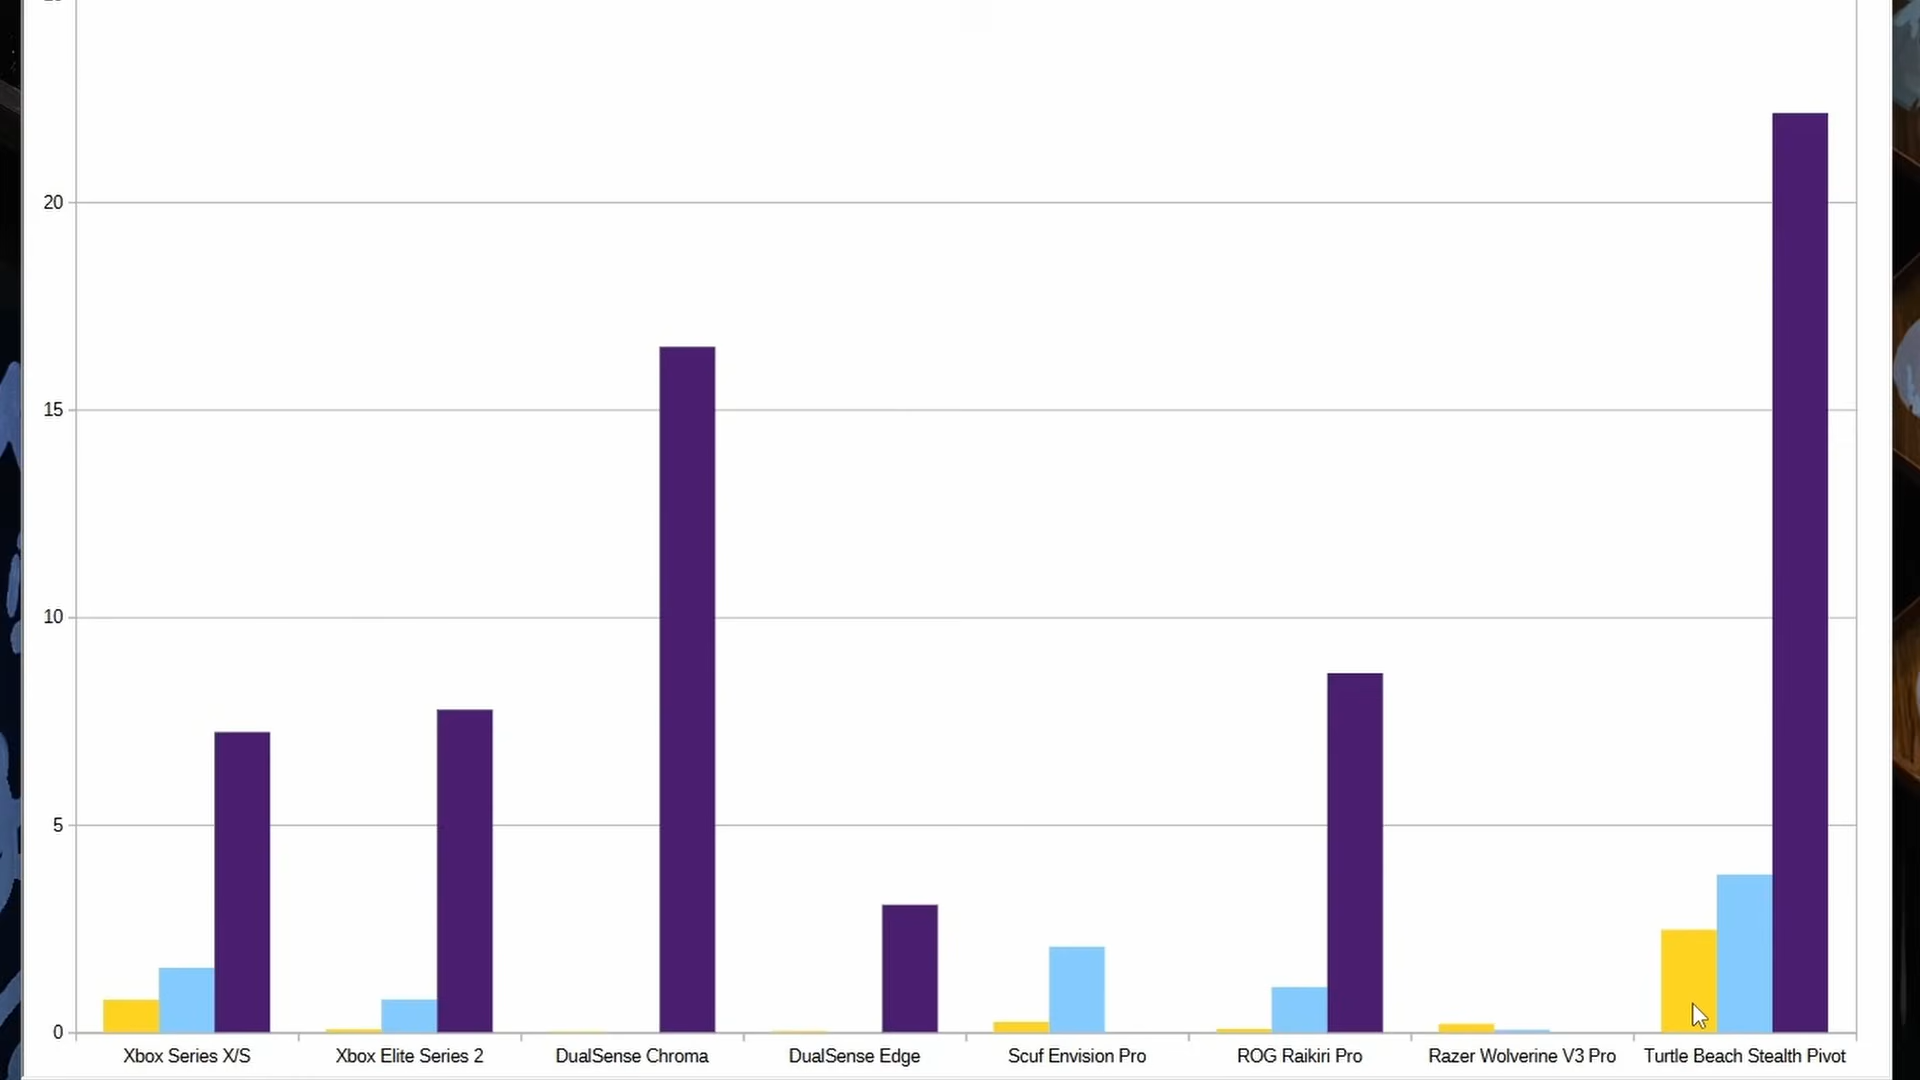 20
15
10
5
0
Xbox Series X/S
Xbox Elite Series 2
DualSense Chroma
DualSense Edge
Scuf Envision Pro
ROG Raikiri Pro
Razer Wolverine V3 Pro
Turtle Beach Stealth Pivot